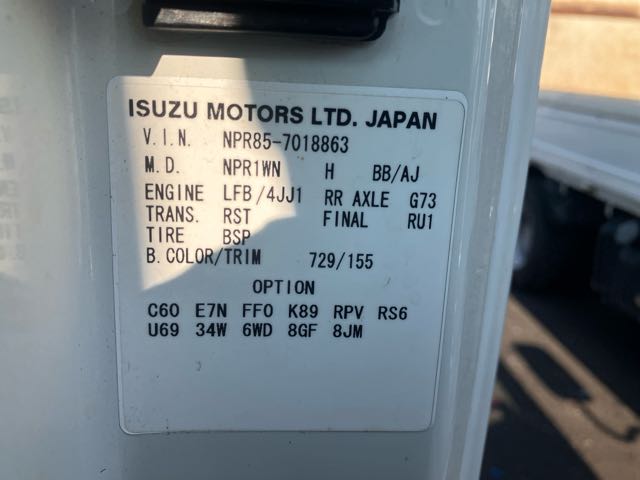 ISUZU MOTORS LTD. JAPAN
V.I.N. NPR85-7018863
M.D. NPR1WN H BB/AJ
ENGINE LFB/4JJ1 RR AXLE G73
TRANS. RST FINAL RU1
TIRE BSP
B.COLOR/TRIM 729/155
OPTION
C60 E7N FF0 K89 RPV RS6
U69 34W 6WD 8GF 8JM